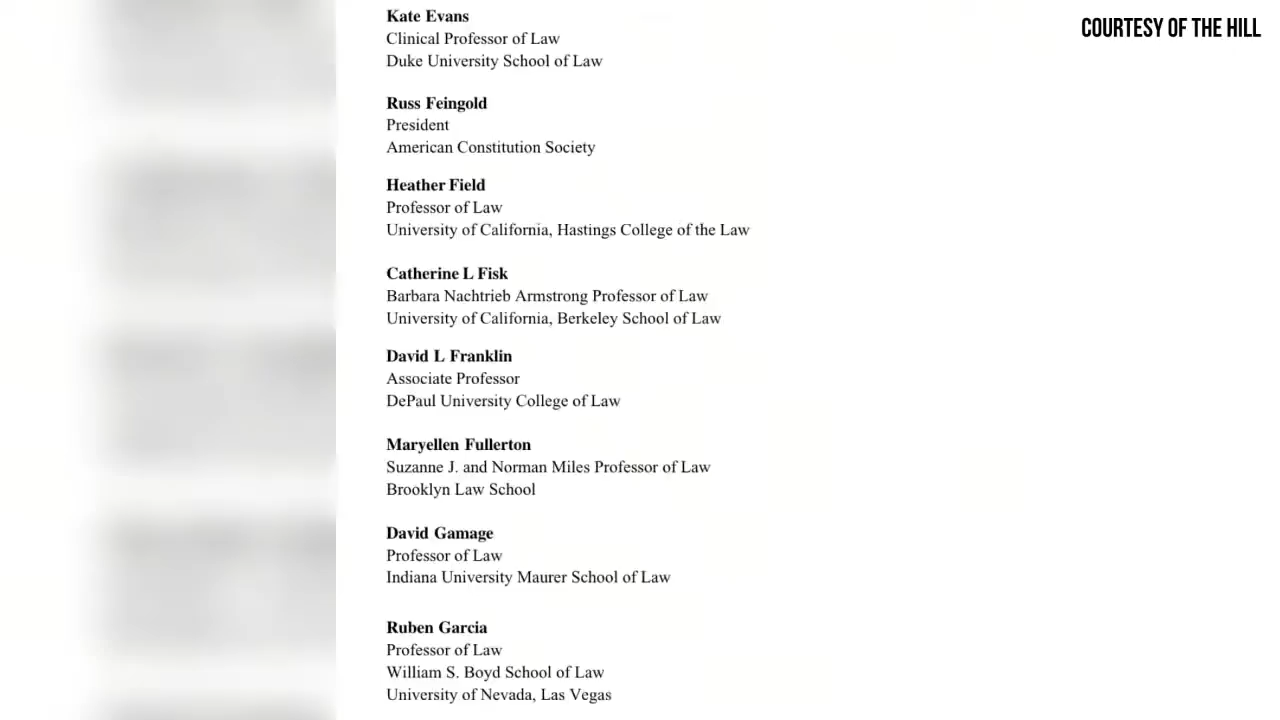 COURTESY OF THE HILL
Kate Evans
Clinical Professor of Law
Duke University School of Law
Russ Feingold
President
American Constitution Society
Heather Field
Professor of Law
University of California, Hastings College of the Law
Catherine L Fisk
Barbara Nachtrieb Armstrong Professor of Law
University of California, Berkeley School of Law
David L Franklin
Associate Professor
DePaul University College of Law
Maryellen Fullerton
Suzanne J. and Norman Miles Professor of Law
Brooklyn Law School
David Gamage
Professor of Law
Indiana University Maurer School of Law
Ruben Garcia
Professor of Law
William S. Boyd School of Law
University of Nevada, Las Vegas